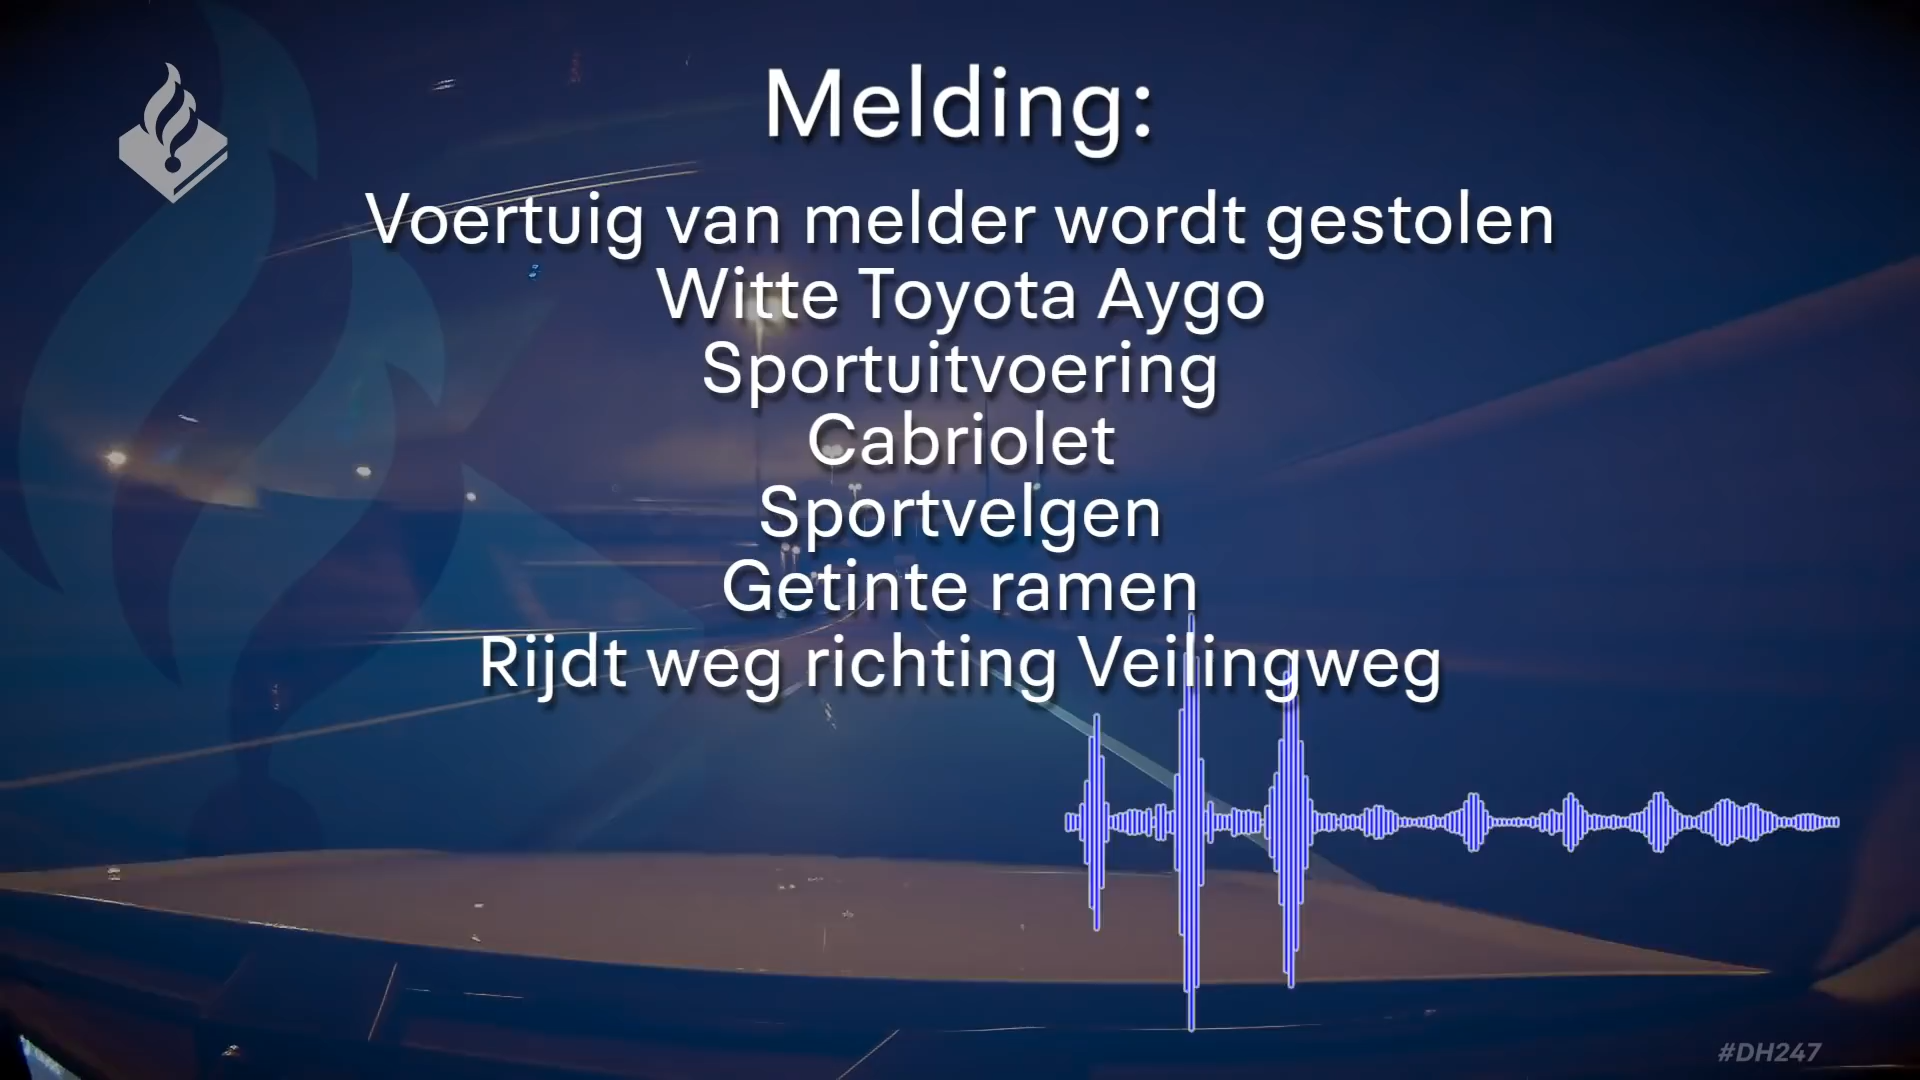 Melding:
Voertuig van melder wordt gestolen
Witte Toyota Aygo
Sportuitvoering
Cabriolet
Sportvelgen
Getinte ramen
Rijdt weg richting Veilingweg
#DH247